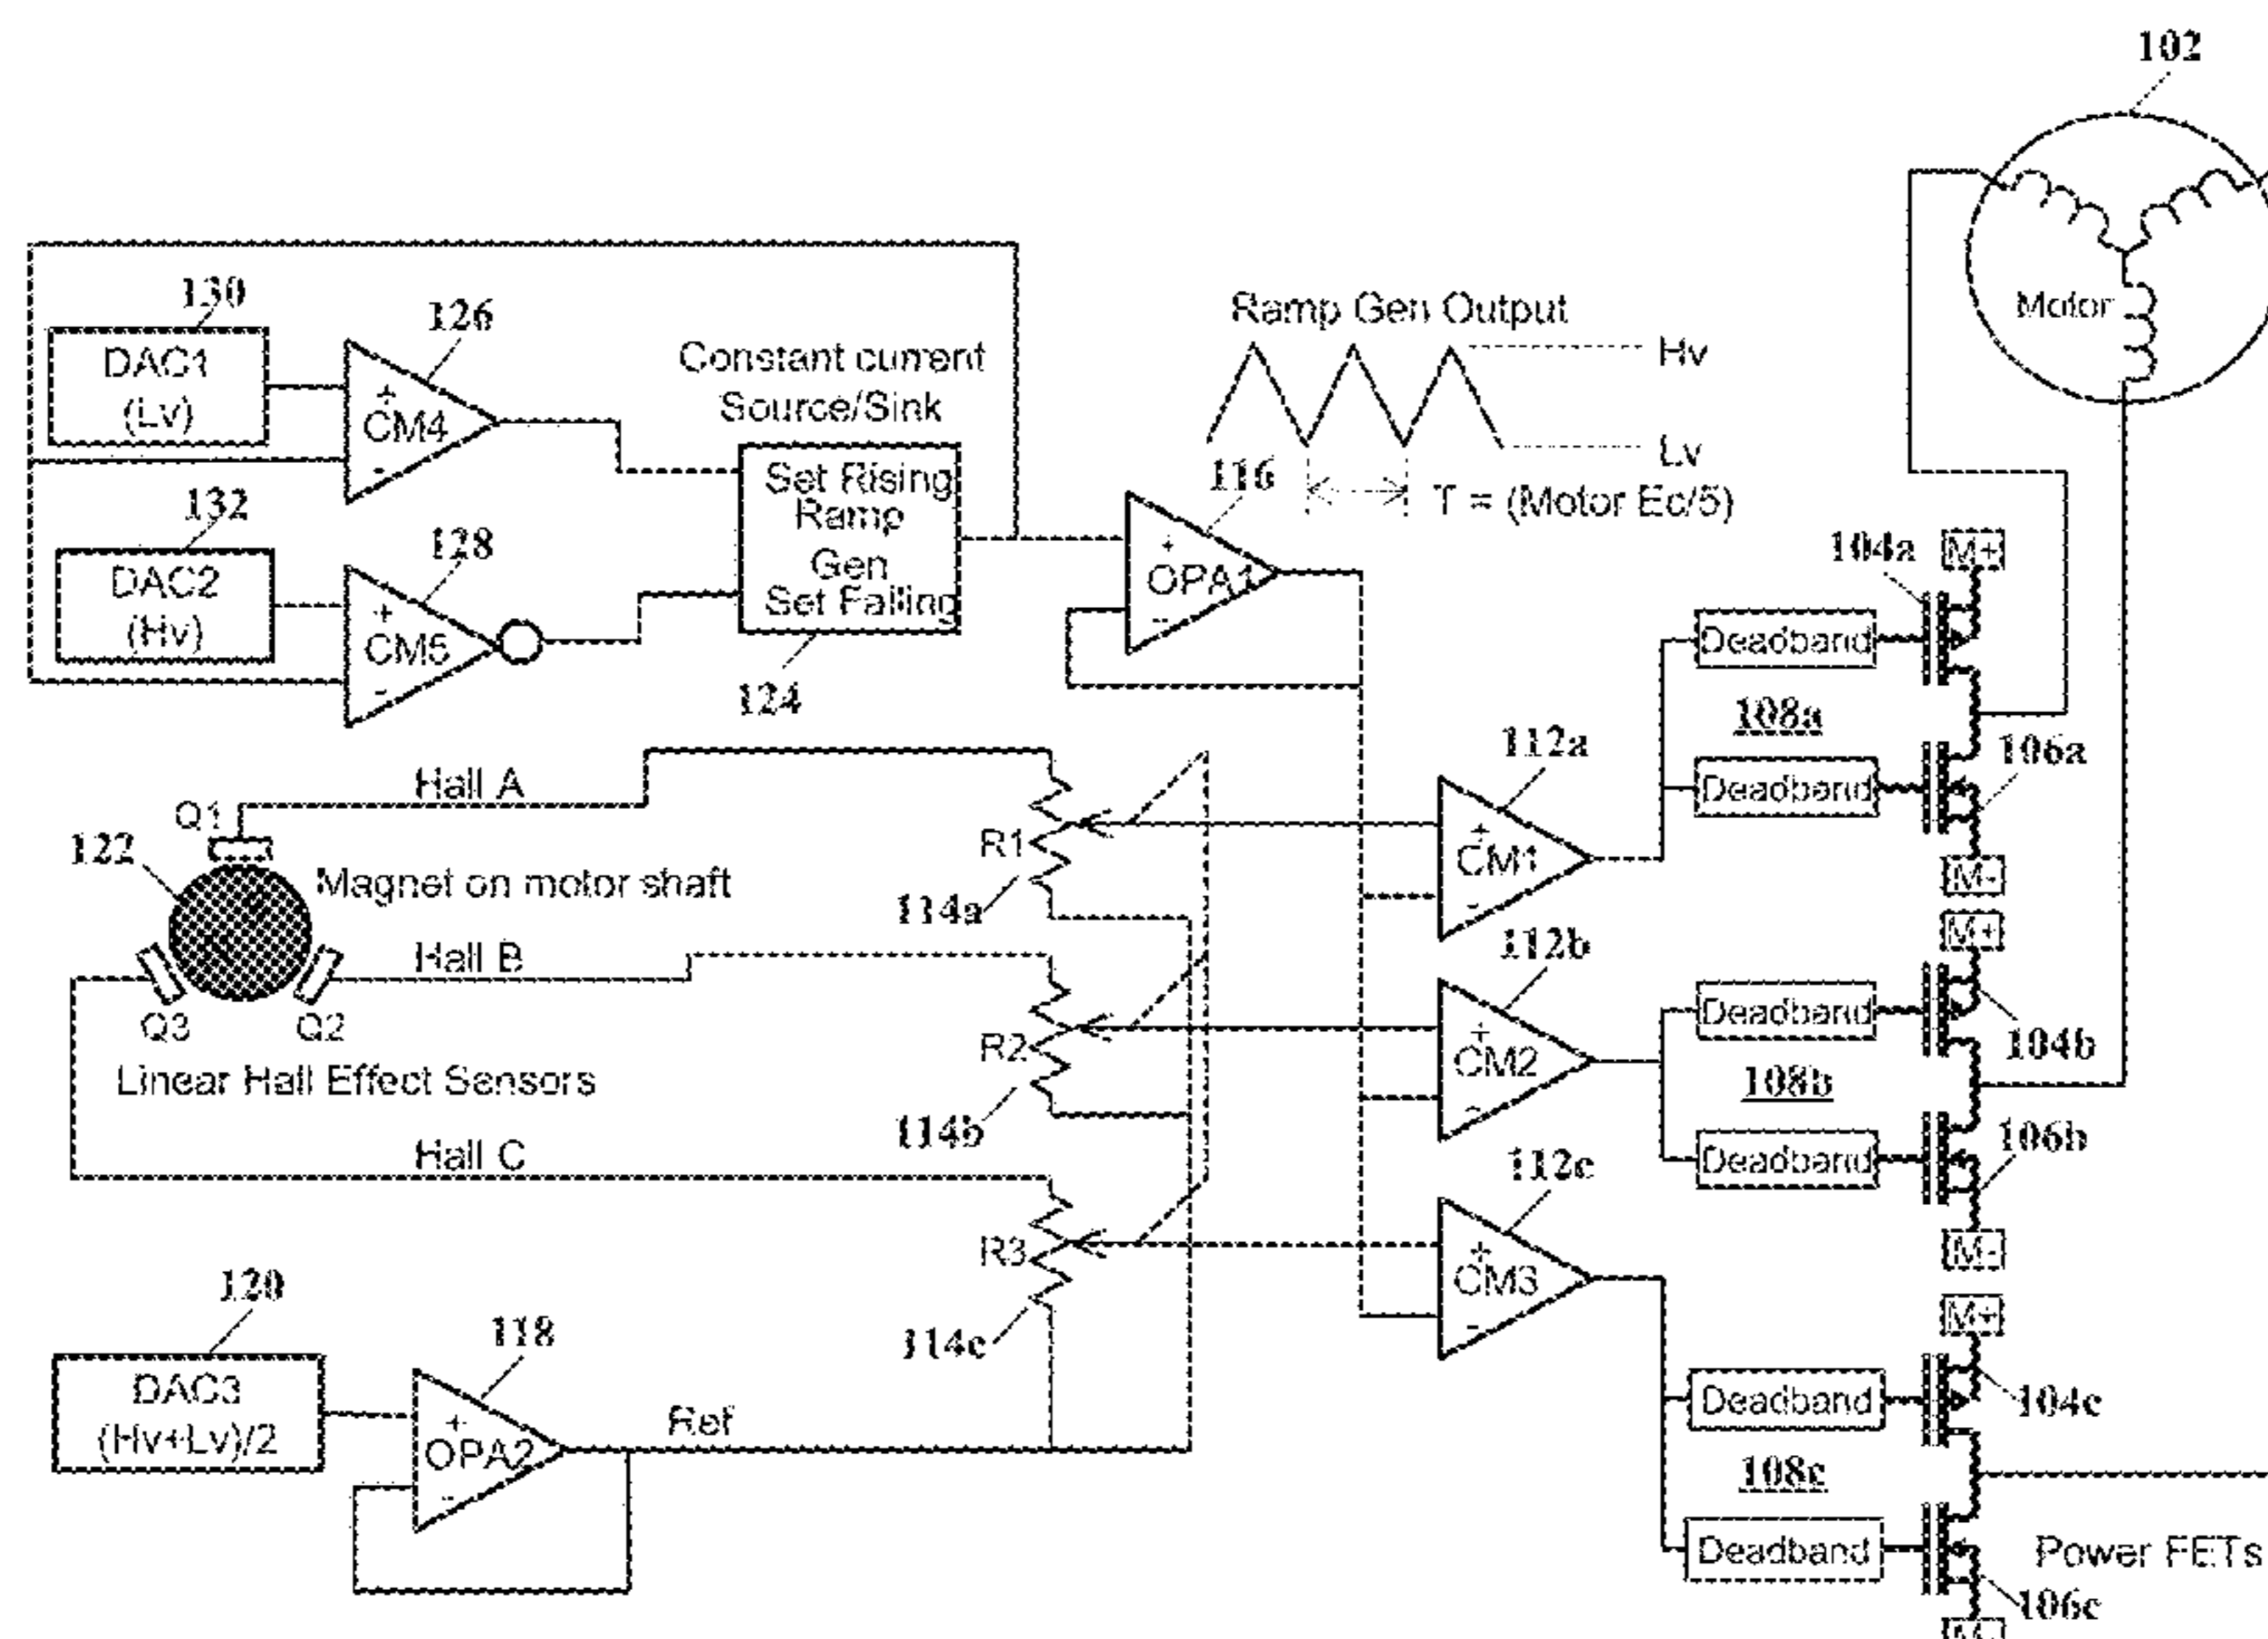 102
130
DAC1
(Lv)
126
+
CM4
-
Constant current
Source/Sink
Ramp Gen Output
Hv
Lv
T = (Motor Ec/5)
Motor
132
DAC2
(Hv)
128
+
CM5
-
Set Rising
Ramp
Gen
Set Falling
124
116
+
OPA1
-
104a
M+
Deadband
108a
Deadband
106a
M-
Hall A
Q1
122
Magnet on motor shaft
R1
114a
112a
+
CM1
-
Hall B
Q3
Q2
Linear Hall Effect Sensors
R2
114b
112b
+
CM2
-
M+
Deadband
104b
108b
Deadband
106b
M-
Hall C
R3
114c
112c
+
CM3
-
120
DAC3
(Hv+Lv)/2
118
+
OPA2
-
Ref
M+
Deadband
104c
108c
Deadband
Power FETs
106c
M-